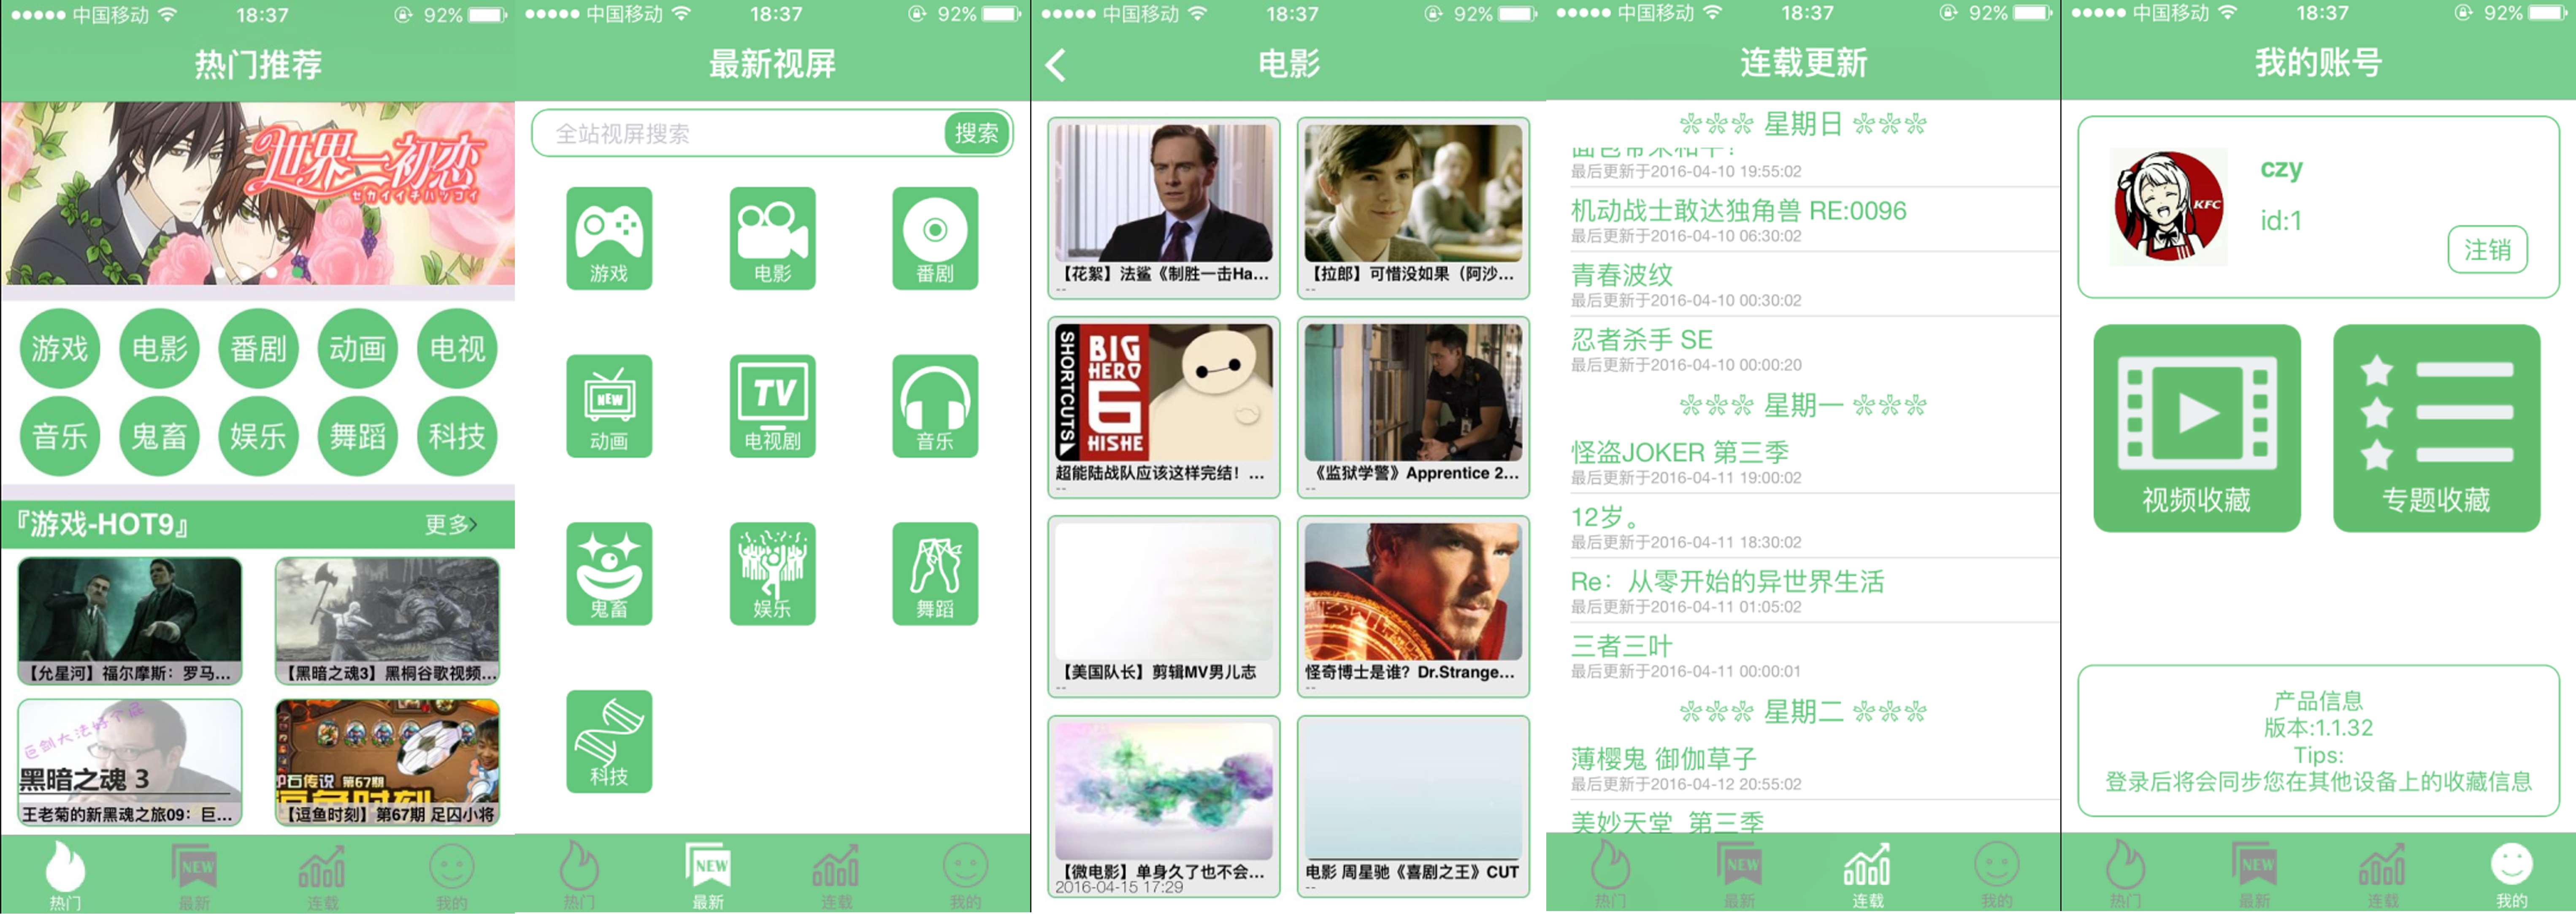 中国移动 18:37 92%
热门推荐
世界一初恋
セカイイチハツコイ
游戏 电影 番剧 动画 电视
音乐 鬼畜 娱乐 舞蹈 科技
『游戏-HOT9』 更多>
【允星河】福尔摩斯：罗马...
【黑暗之魂3】黑桐谷歌视频...
巨剑大法好个屁
黑暗之魂 3
王老菊的新黑魂之旅09：巨...
石传说 第67期
逗鱼时刻
【逗鱼时刻】第67期 足囚小将
热门 NEW 最新 连载 我的
中国移动 18:37 92%
最新视屏
全站视屏搜索 搜索
游戏 电影 番剧
NEW TV
动画 电视剧 音乐
鬼畜 娱乐 舞蹈
科技
热门 NEW 最新 连载 我的
中国移动 18:37 92%
电影
【花絮】法鲨《制胜一击Ha...
--
【拉郎】可惜没如果（阿沙...
--
SHORTCUTS
BIG
HERO
6
HISHE
超能陆战队应该这样完结！...
--
《监狱学警》Apprentice 2...
--
【美国队长】剪辑MV男儿志
--
怪奇博士是谁？Dr.Strange...
--
【微电影】单身久了也不会...
2016-04-15 17:29
电影 周星驰《喜剧之王》CUT
--
中国移动 18:37 92%
连载更新
星期日
面包带来和平！
最后更新于2016-04-10 19:55:02
机动战士敢达独角兽 RE:0096
最后更新于2016-04-10 06:30:02
青春波纹
最后更新于2016-04-10 00:30:02
忍者杀手 SE
最后更新于2016-04-10 00:00:20
星期一
怪盗JOKER 第三季
最后更新于2016-04-11 19:00:02
12岁。
最后更新于2016-04-11 18:30:02
Re：从零开始的异世界生活
最后更新于2016-04-11 01:05:02
三者三叶
最后更新于2016-04-11 00:00:01
星期二
薄樱鬼 御伽草子
最后更新于2016-04-12 20:55:02
美妙天堂 第三季
热门 NEW 最新 连载 我的
中国移动 18:37 92%
我的账号
KFC
czy
id:1
注销
视频收藏 专题收藏
产品信息
版本:1.1.32
Tips:
登录后将会同步您在其他设备上的收藏信息
热门 NEW 最新 连载 我的